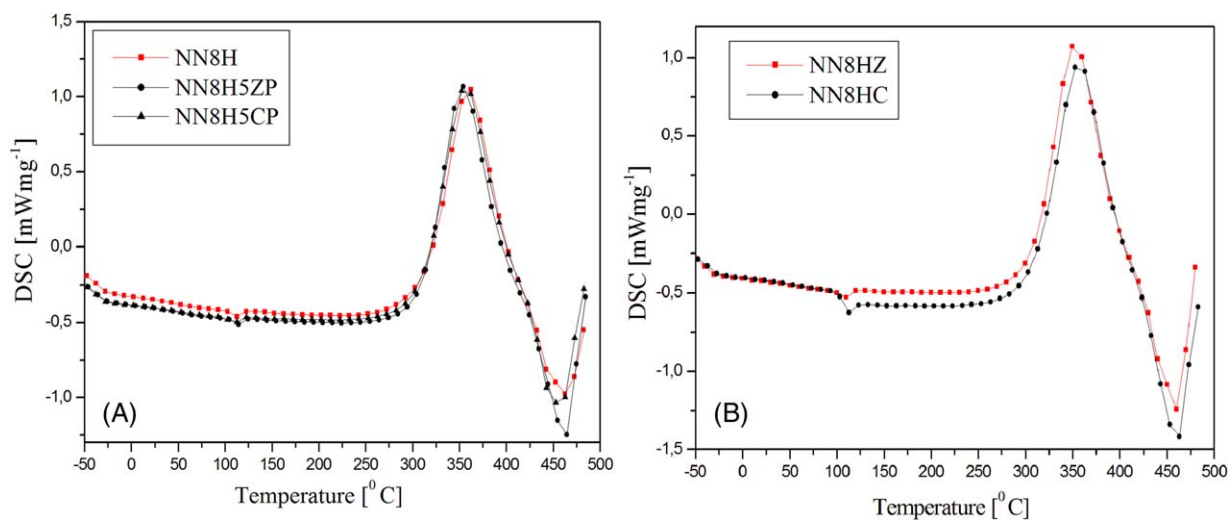 1,5
1,0
0,5
0,0
-0,5
-1,0
DSC [mWmg-1]
NN8H
NN8H5ZP
NN8H5CP
(A)
-50 0 50 100 150 200 250 300 350 400 450 500
Temperature [0 C]
1,0
0,5
0,0
-0,5
-1,0
-1,5
DSC [mWmg-1]
NN8HZ
NN8HC
(B)
-50 0 50 100 150 200 250 300 350 400 450 500
Temperature [0 C]